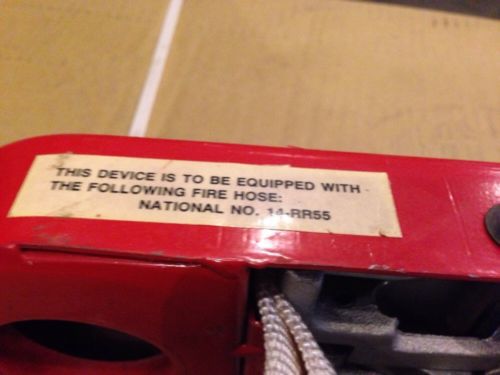 THIS DEVICE IS TO BE EQUIPPED WITH
THE FOLLOWING FIRE HOSE:
NATIONAL NO. 14-RR55